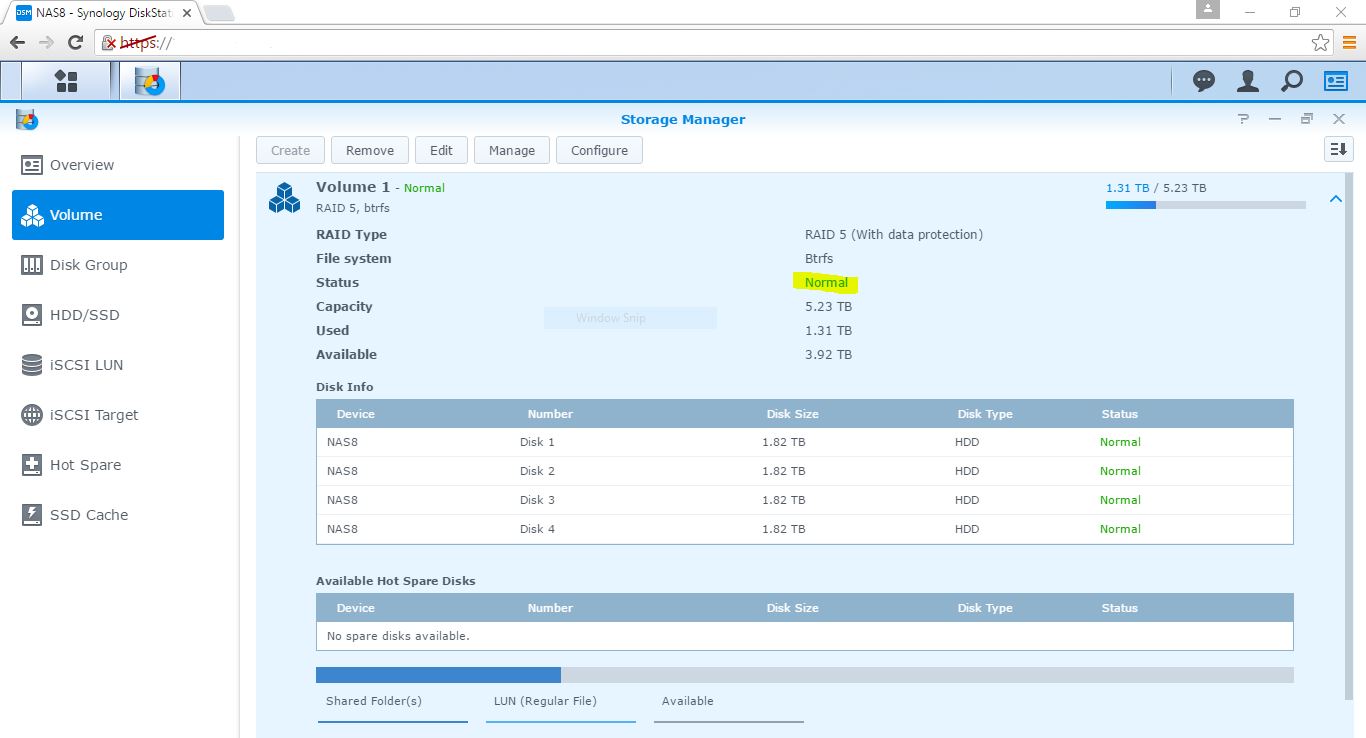 DSM NAS8 - Synology DiskStat
https://
Storage Manager
Overview
Volume
Disk Group
HDD/SSD
iSCSI LUN
iSCSI Target
Hot Spare
SSD Cache
Create Remove Edit Manage Configure
Volume 1 - Normal 1.31 TB / 5.23 TB
RAID 5, btrfs
RAID Type RAID 5 (With data protection)
File system Btrfs
Status Normal
Capacity 5.23 TB
Window Snip
Used 1.31 TB
Available 3.92 TB
Disk Info
Device Number Disk Size Disk Type Status
NAS8 Disk 1 1.82 TB HDD Normal
NAS8 Disk 2 1.82 TB HDD Normal
NAS8 Disk 3 1.82 TB HDD Normal
NAS8 Disk 4 1.82 TB HDD Normal
Available Hot Spare Disks
Device Number Disk Size Disk Type Status
No spare disks available.
Shared Folder(s) LUN (Regular File) Available